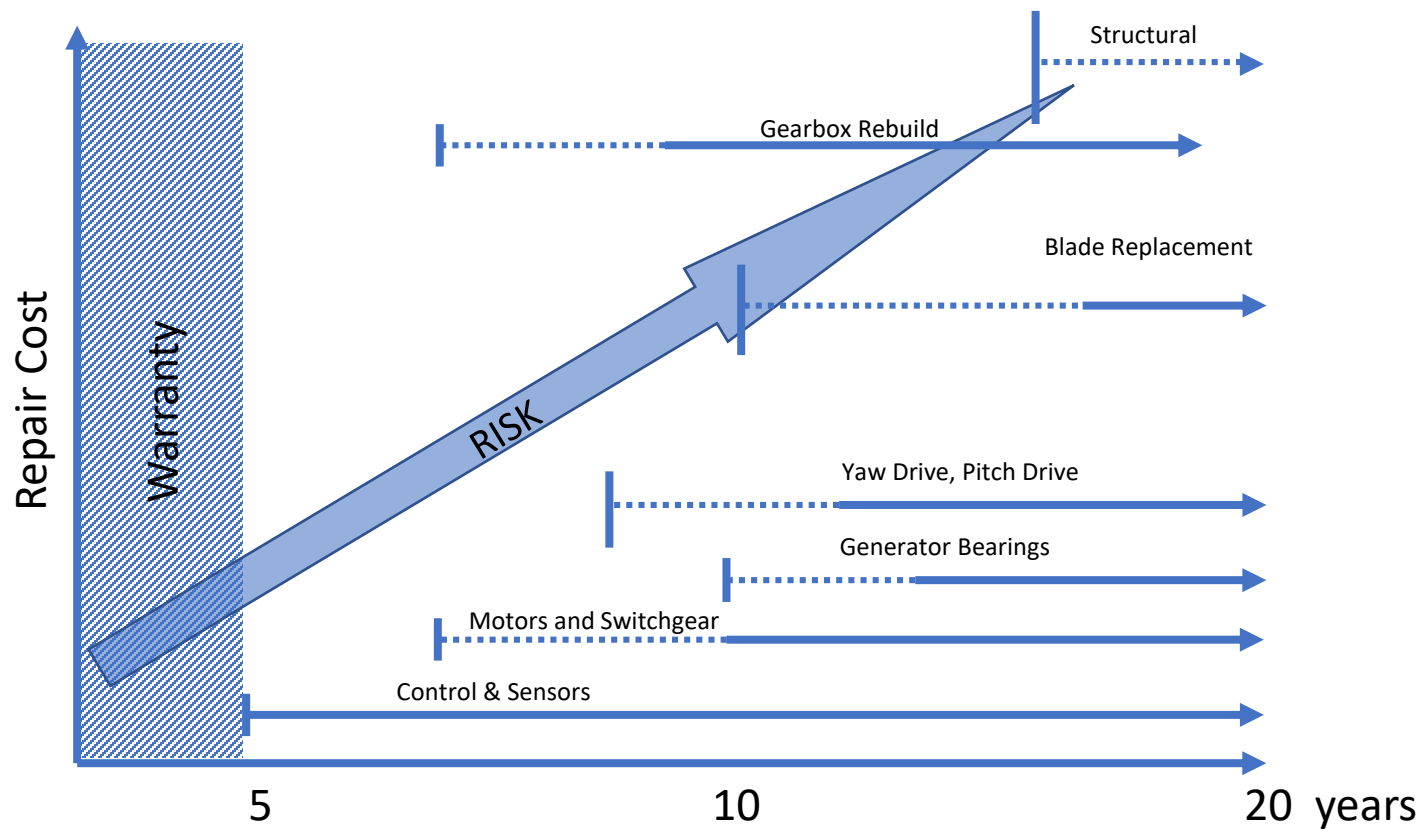 Structural
Gearbox Rebuild
Blade Replacement
Repair Cost
Warranty
RISK
Yaw Drive, Pitch Drive
Generator Bearings
Motors and Switchgear
Control & Sensors
5 10 20 years